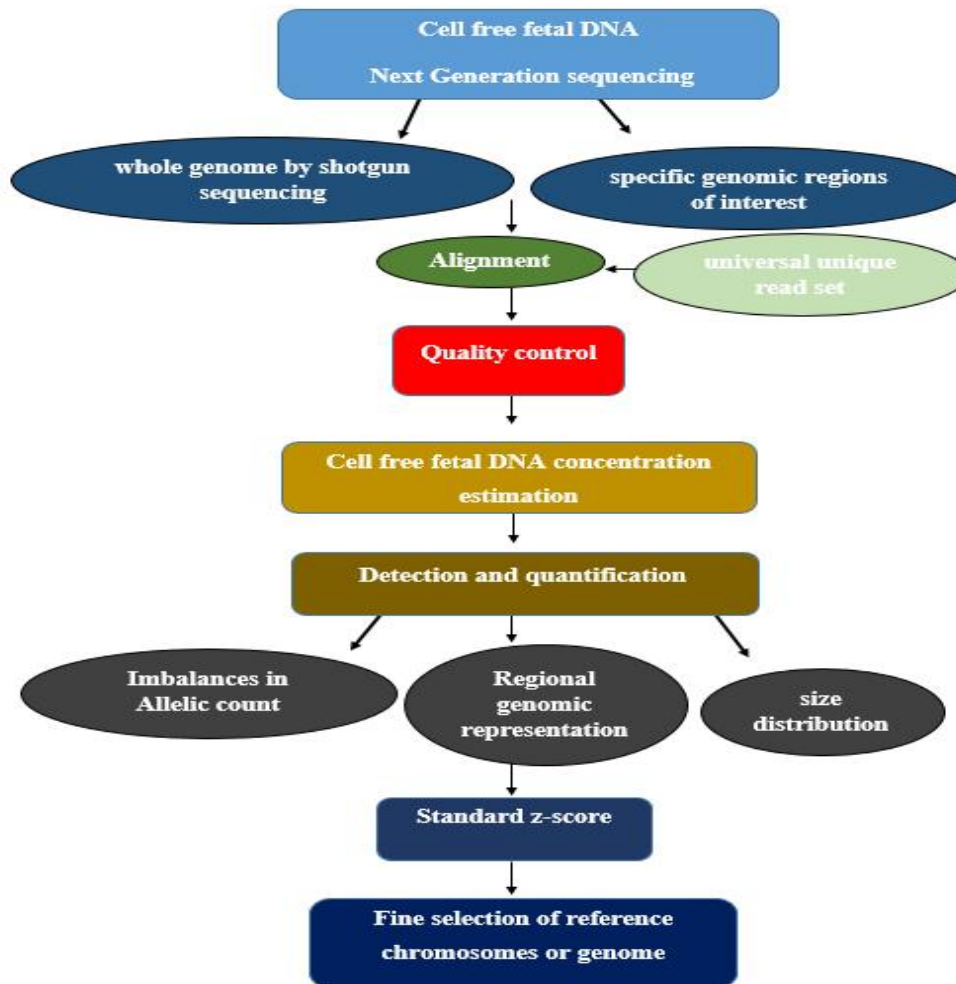 Cell free fetal DNA
Next Generation sequencing
whole genome by shotgun
sequencing
specific genomic regions
of interest
Alignment
universal unique
read set
Quality control
Cell free fetal DNA concentration
estimation
Detection and quantification
Imbalances in
Allelic count
Regional
genomic
representation
size
distribution
Standard z-score
Fine selection of reference
chromosomes or genome